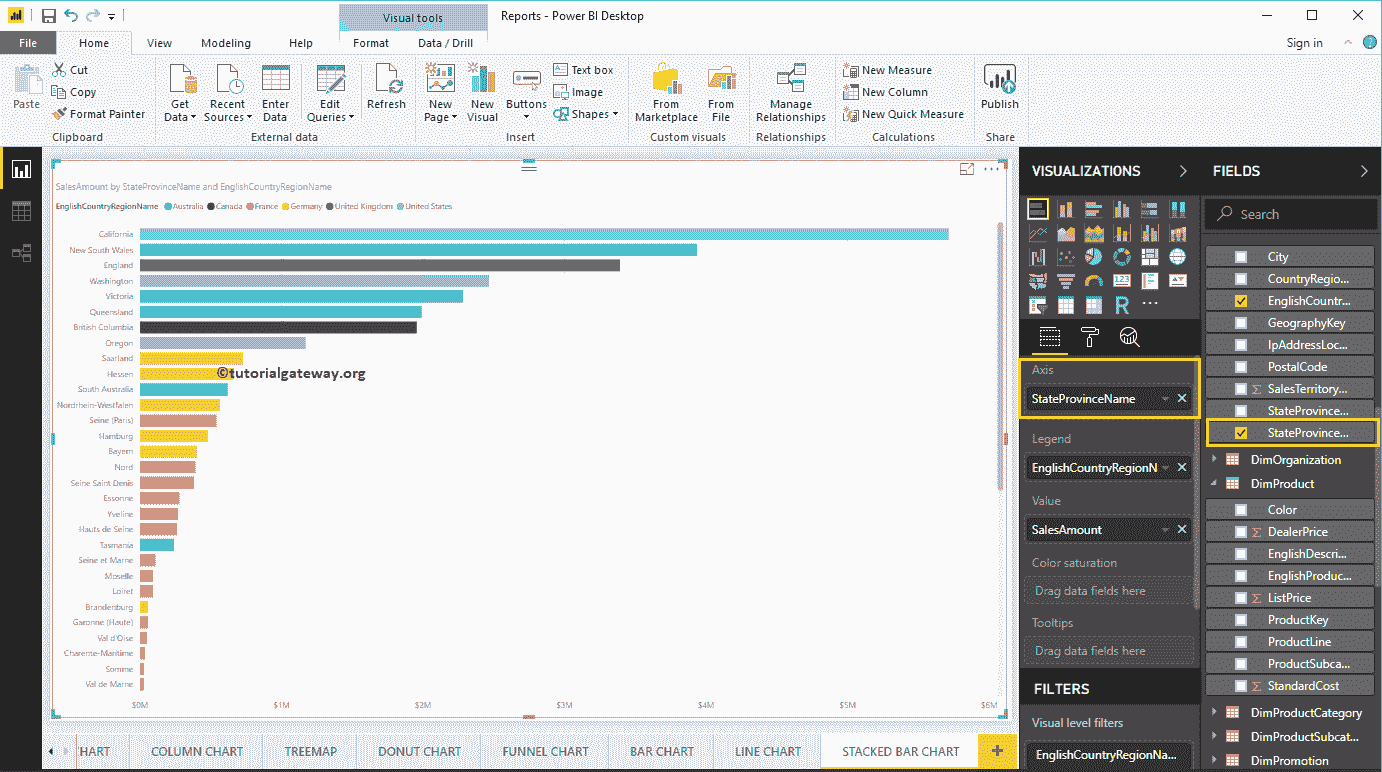 Visual tools
Reports - Power BI Desktop
File Home View Modeling Help Format Data / Drill
Sign in
Paste
Cut
Copy
Format Painter
Clipboard
Get Data
Recent Sources
Enter Data
Edit Queries
External data
Refresh
New Page
New Visual
Buttons
Text box
Image
Shapes
Insert
From Marketplace
From File
Custom visuals
Manage Relationships
Relationships
New Measure
New Column
New Quick Measure
Calculations
Publish
Share
SalesAmount by StateProvinceName and EnglishCountryRegionName
EnglishCountryRegionName Australia Canada France Germany United Kingdom United States
California
New South Wales
England
Washington
Victoria
Queensland
British Columbia
Oregon
Saarland
Hessen
©tutorialgateway.org
South Australia
Nordrhein-Westfalen
Seine (Paris)
Hamburg
Bayern
Nord
Seine Saint Denis
Essonne
Yveline
Hauts de Seine
Tasmania
Seine et Marne
Moselle
Loiret
Brandenburg
Garonne (Haute)
Val d'Oise
Charente-Maritime
Somme
Val de Marne
$0M $1M $2M $3M $4M $5M $6M
HART COLUMN CHART TREEMAP DONUT CHART FUNNEL CHART BAR CHART LINE CHART STACKED BAR CHART +
VISUALIZATIONS
123
R
Axis
StateProvinceName
Legend
EnglishCountryRegionN
Value
SalesAmount
Color saturation
Drag data fields here
Tooltips
Drag data fields here
FILTERS
Visual level filters
EnglishCountryRegionNa...
FIELDS
Search
City
CountryRegio...
EnglishCountr...
GeographyKey
IpAddressLoc...
PostalCode
Σ SalesTerritory...
StateProvince...
StateProvince...
DimOrganization
DimProduct
Color
Σ DealerPrice
EnglishDescri...
EnglishProduc...
Σ ListPrice
ProductKey
ProductLine
ProductSubca...
Σ StandardCost
DimProductCategory
DimProductSubcat...
DimPromotion